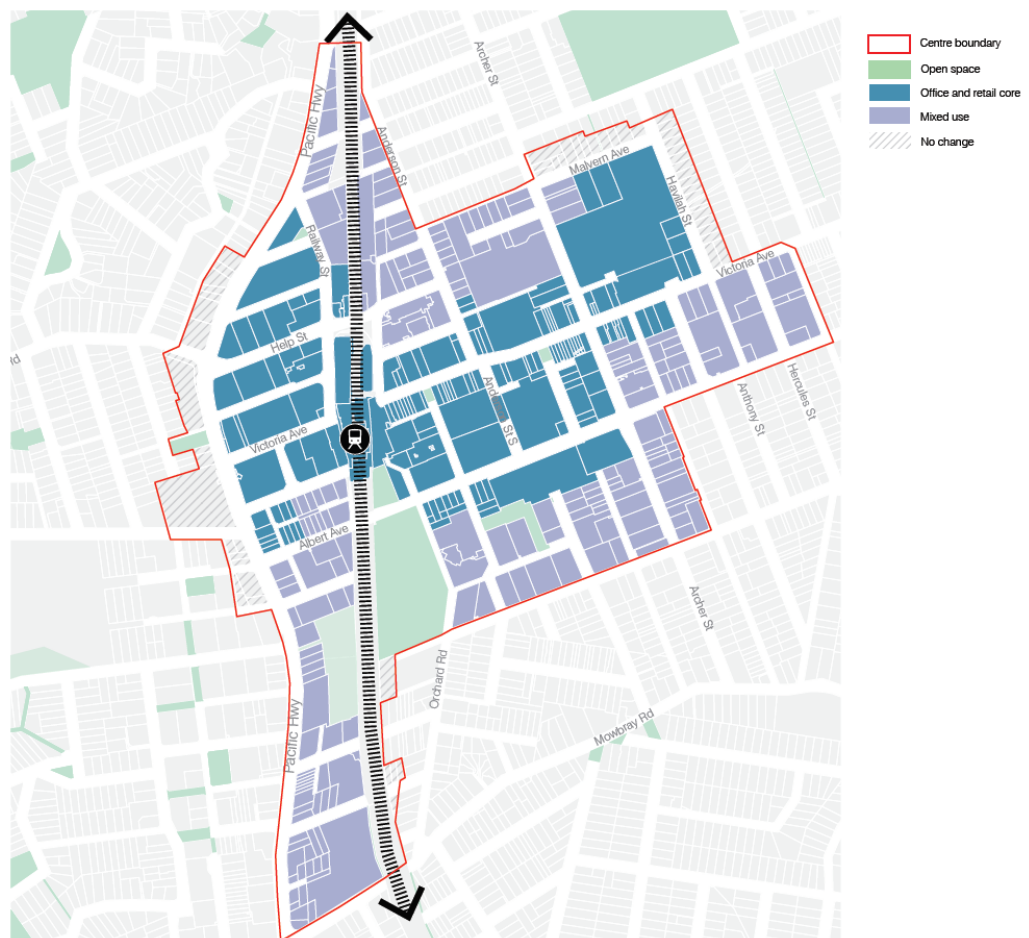 Centre boundary
Open space
Office and retail core
Mixed use
No change
Archer St
Pacific Hwy
Anderson St
Malvern Ave
Havilah St
Railway St
Victoria Ave
Help St
rd
Hercules St
Anthony St
Victoria Ave
Albert Ave
Archer St
Orchard Rd
Pacific Hwy
Mowbray Rd